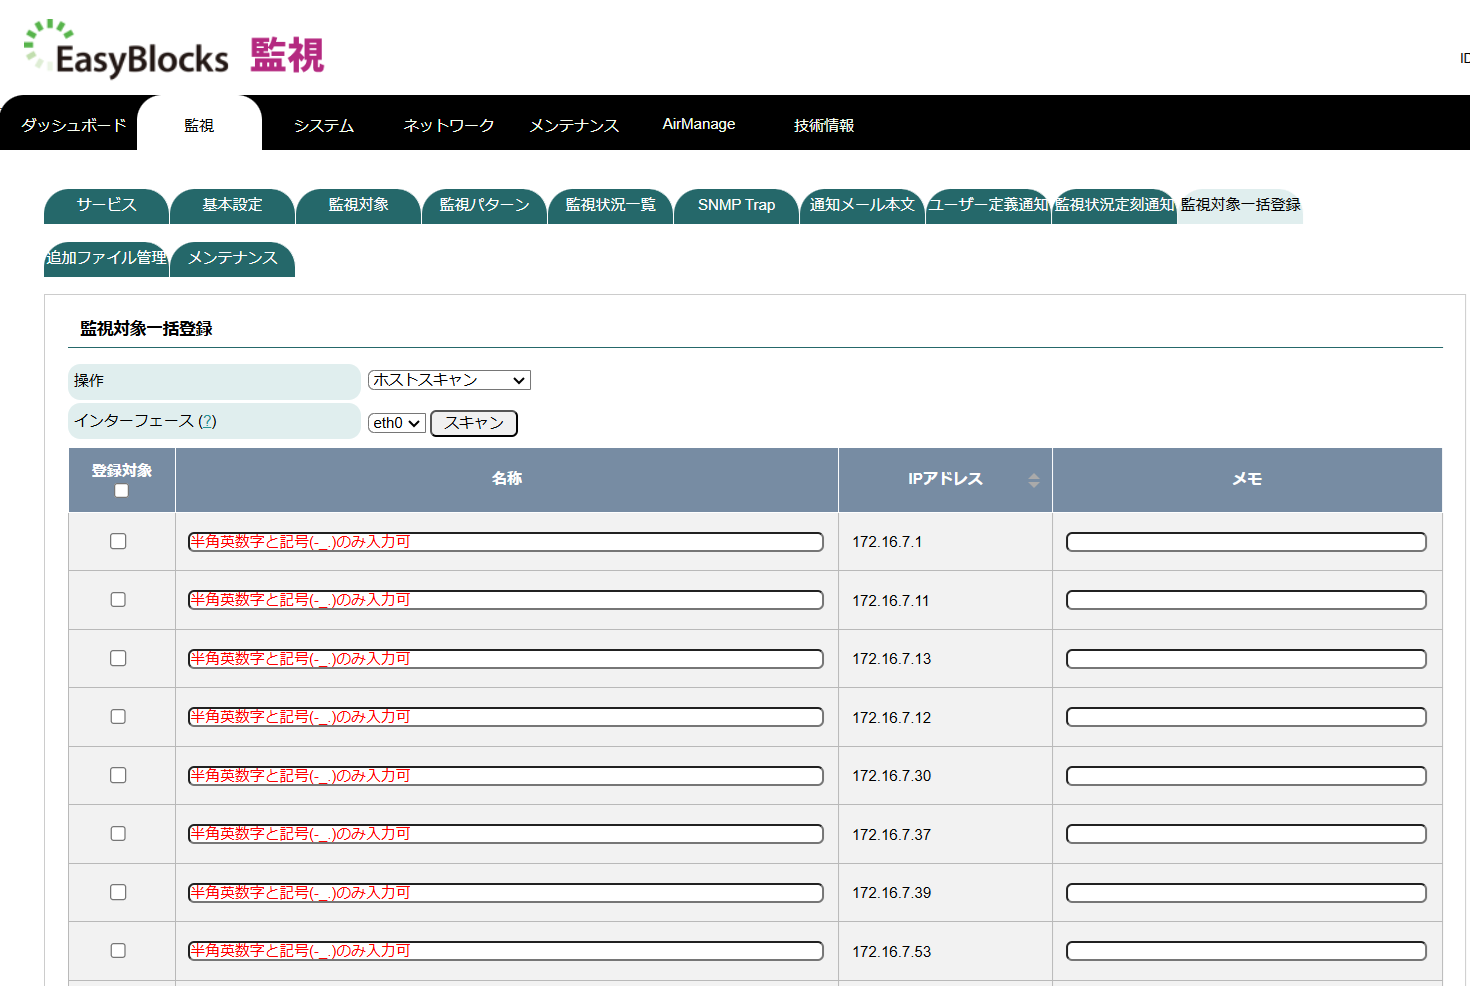 EasyBlocks 監視
ID
ダッシュボード 監視 システム ネットワーク メンテナンス AirManage 技術情報
サービス 基本設定 監視対象 監視パターン 監視状況一覧 SNMP Trap 通知メール本文 ユーザー定義通知 監視状況定刻通知 監視対象一括登録
追加ファイル管理 メンテナンス
監視対象一括登録
操作 ホストスキャン
インターフェース (?) eth0 スキャン
登録対象 名称 IPアドレス メモ
半角英数字と記号(-_.)のみ入力可 172.16.7.1
半角英数字と記号(-_.)のみ入力可 172.16.7.11
半角英数字と記号(-_.)のみ入力可 172.16.7.13
半角英数字と記号(-_.)のみ入力可 172.16.7.12
半角英数字と記号(-_.)のみ入力可 172.16.7.30
半角英数字と記号(-_.)のみ入力可 172.16.7.37
半角英数字と記号(-_.)のみ入力可 172.16.7.39
半角英数字と記号(-_.)のみ入力可 172.16.7.53